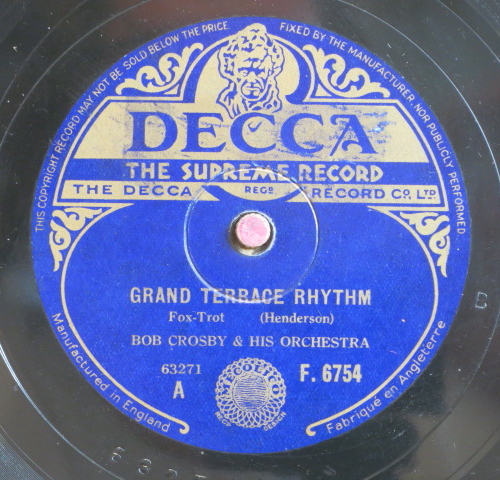 THIS COPYRIGHT RECORD MAY NOT BE SOLD BELOW THE PRICE FIXED BY THE MANUFACTURER, NOR PUBLICLY PERFORMED.
DECCA
THE SUPREME RECORD
THE DECCA REGD RECORD CO. LTD
GRAND TERRACE RHYTHM
Fox-Trot (Henderson)
BOB CROSBY & HIS ORCHESTRA
63271
A
F. 6754
Manufactured in England
Fabriqué en Angleterre
B